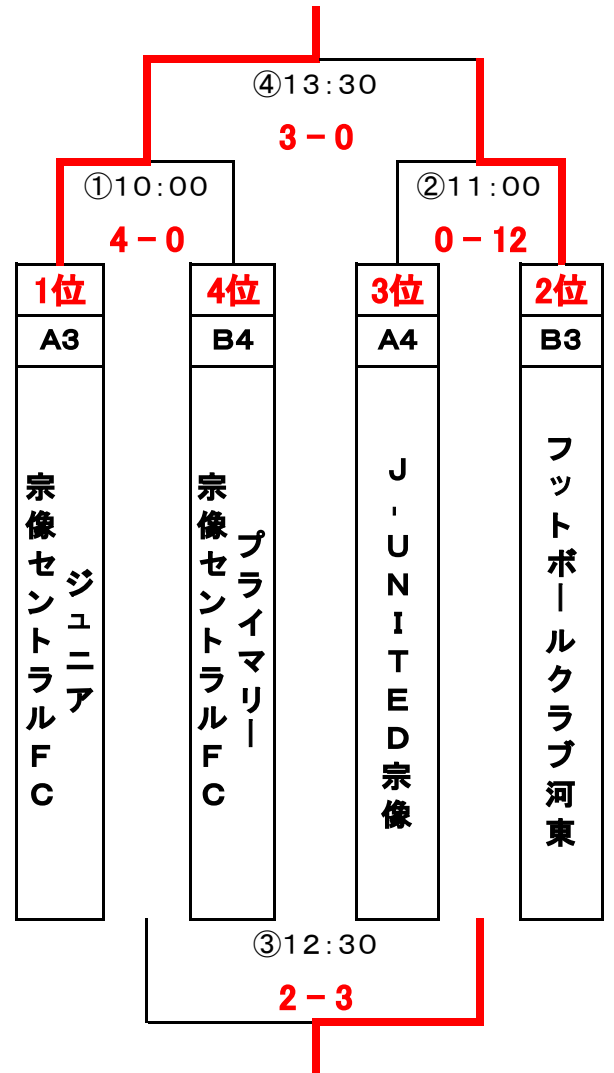 ④13:30
3－0
①10:00
②11:00
4－0
0－12
1位
4位
3位
2位
A3
B4
A4
B3
宗像セントラルFC
ジュニア
宗像セントラルFC
プライマリー
J-UNITED宗像
フットボールクラブ河東
③12:30
2－3